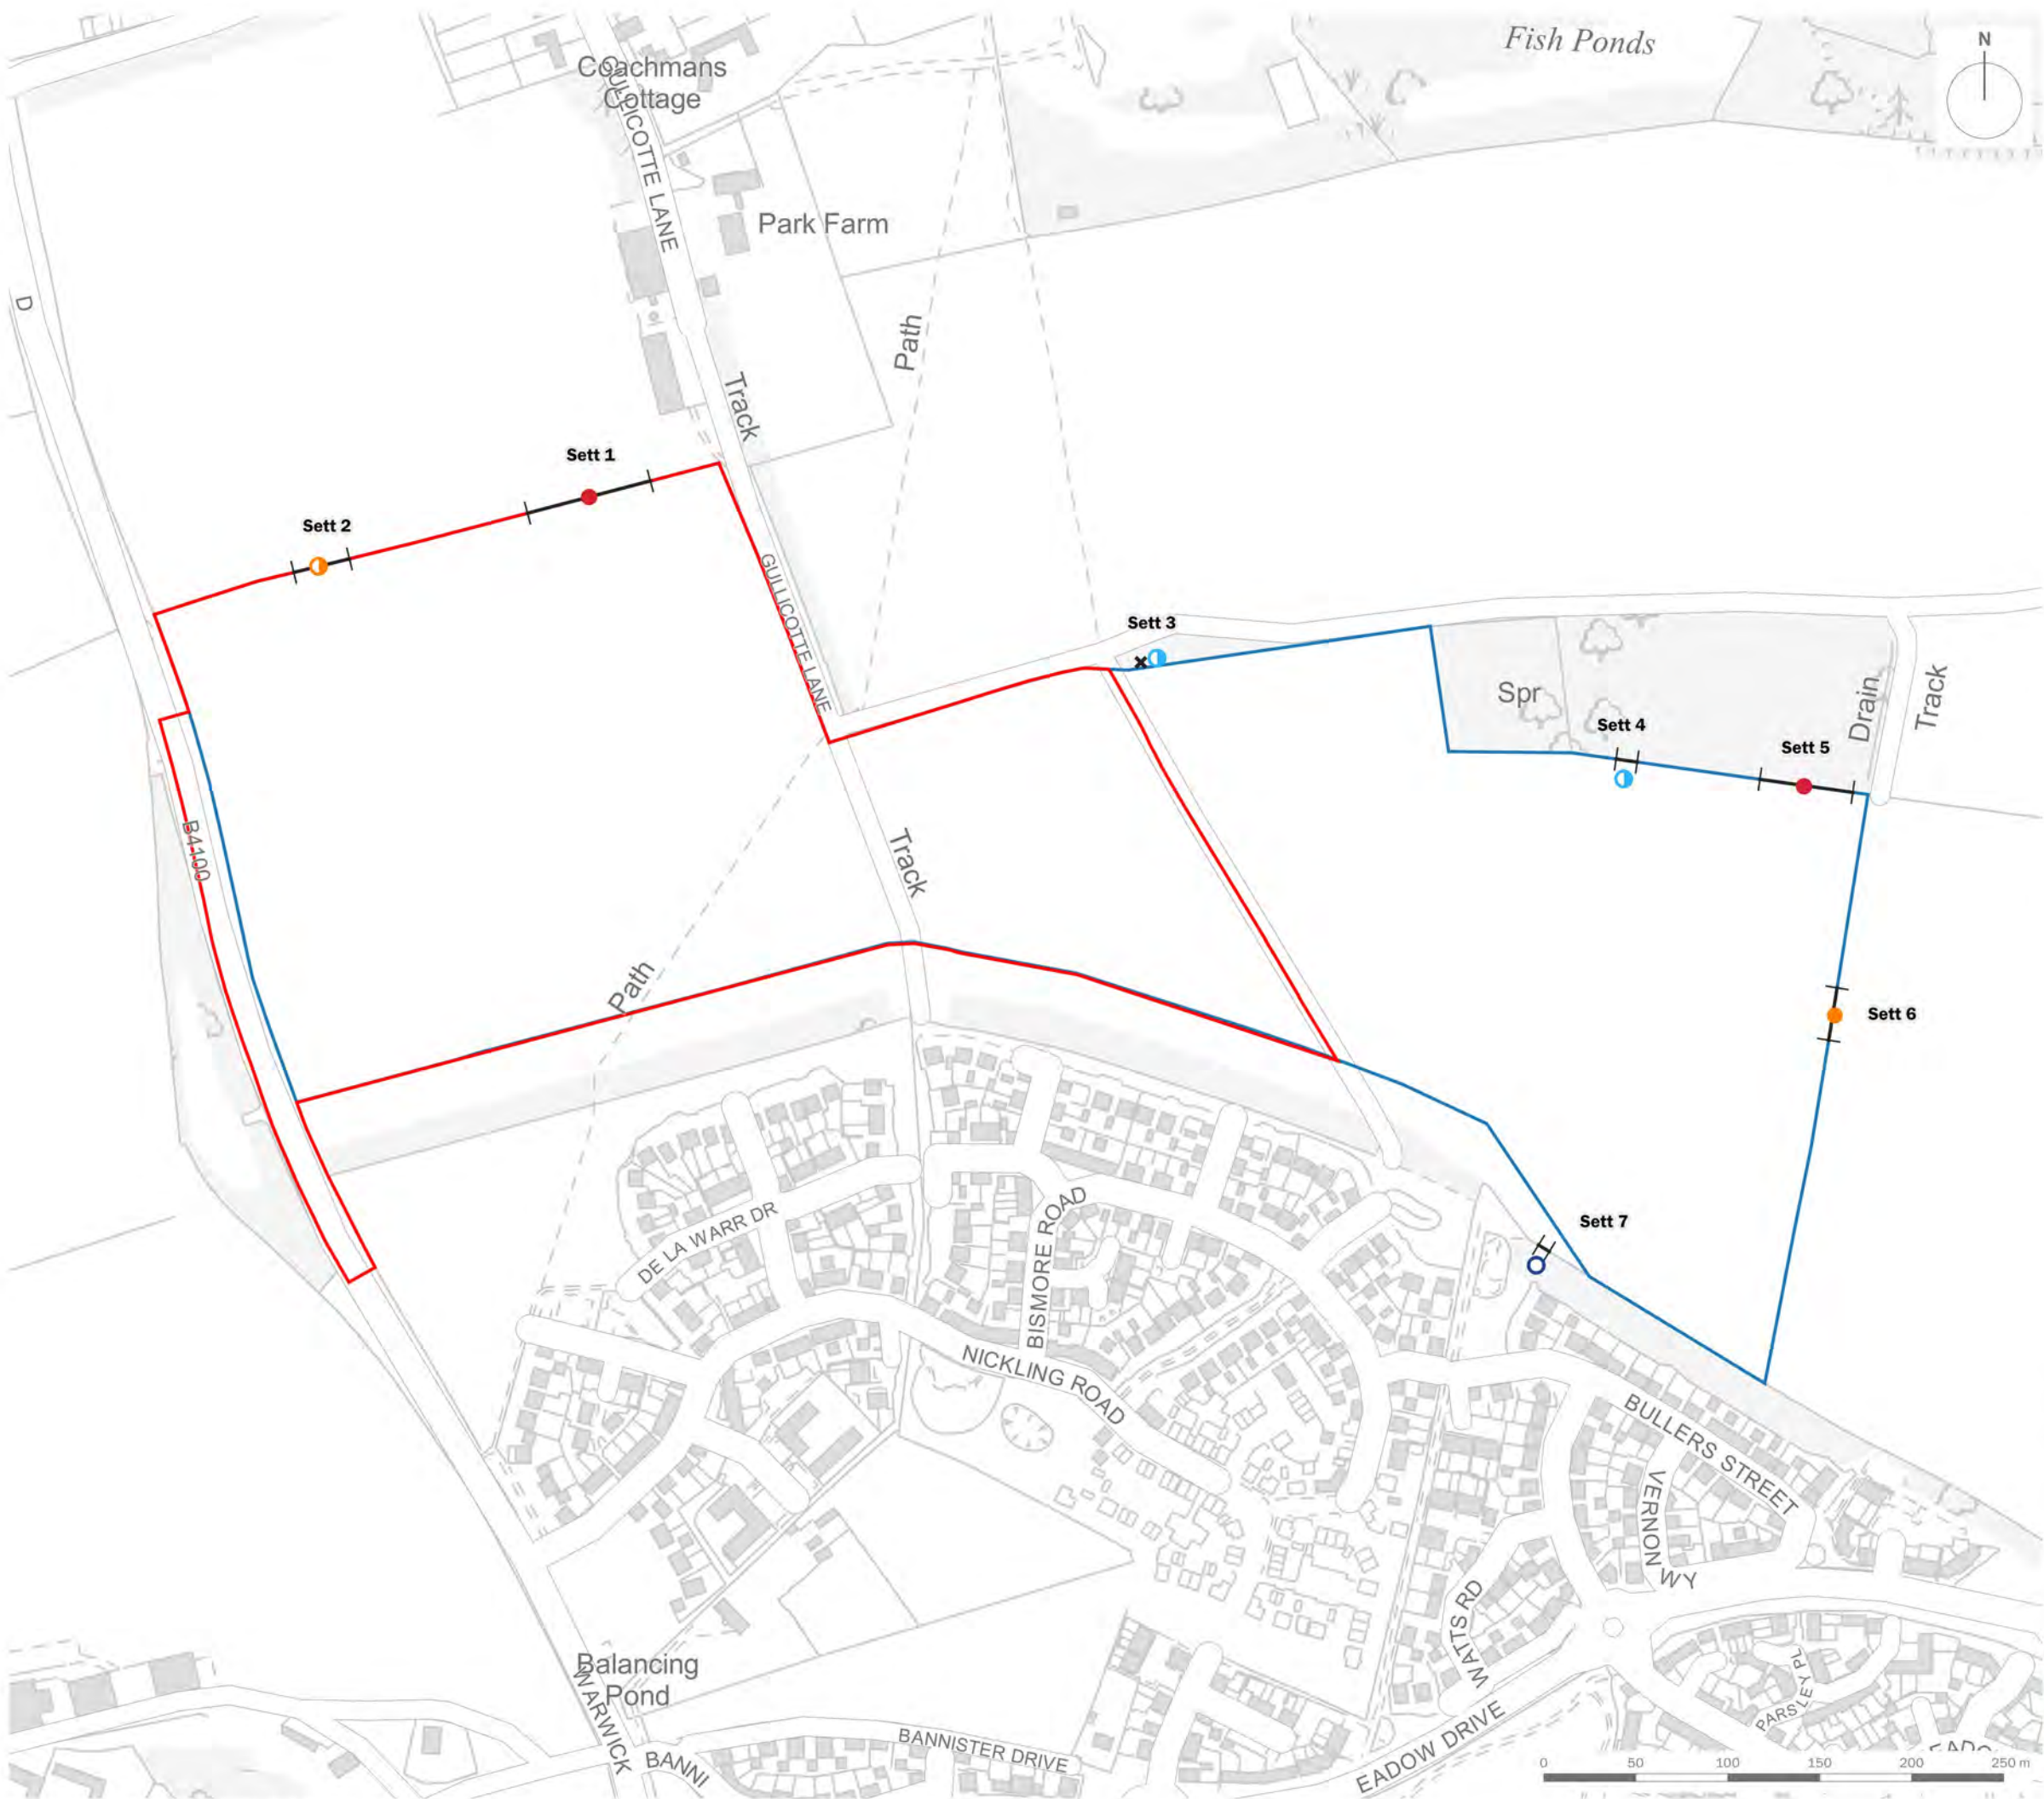 Fish Ponds
N
Coachmans
Cottage
GULLICOTTE LANE
Park Farm
D
Path
Track
Sett 1
Sett 2
GULLICOTTE LANE
Sett 3
Spr
Drain
Track
Sett 4
Sett 5
B4100
Track
Path
Sett 6
DE LA WARR DR
BISMORE ROAD
Sett 7
NICKLING ROAD
BULLERS STREET
VERNON WY
WATTS RD
Balancing
Pond
WARWICK
BANNI
BANNISTER DRIVE
EADOW DRIVE
PARSLEY PL
0 50 100 150 200 250 m